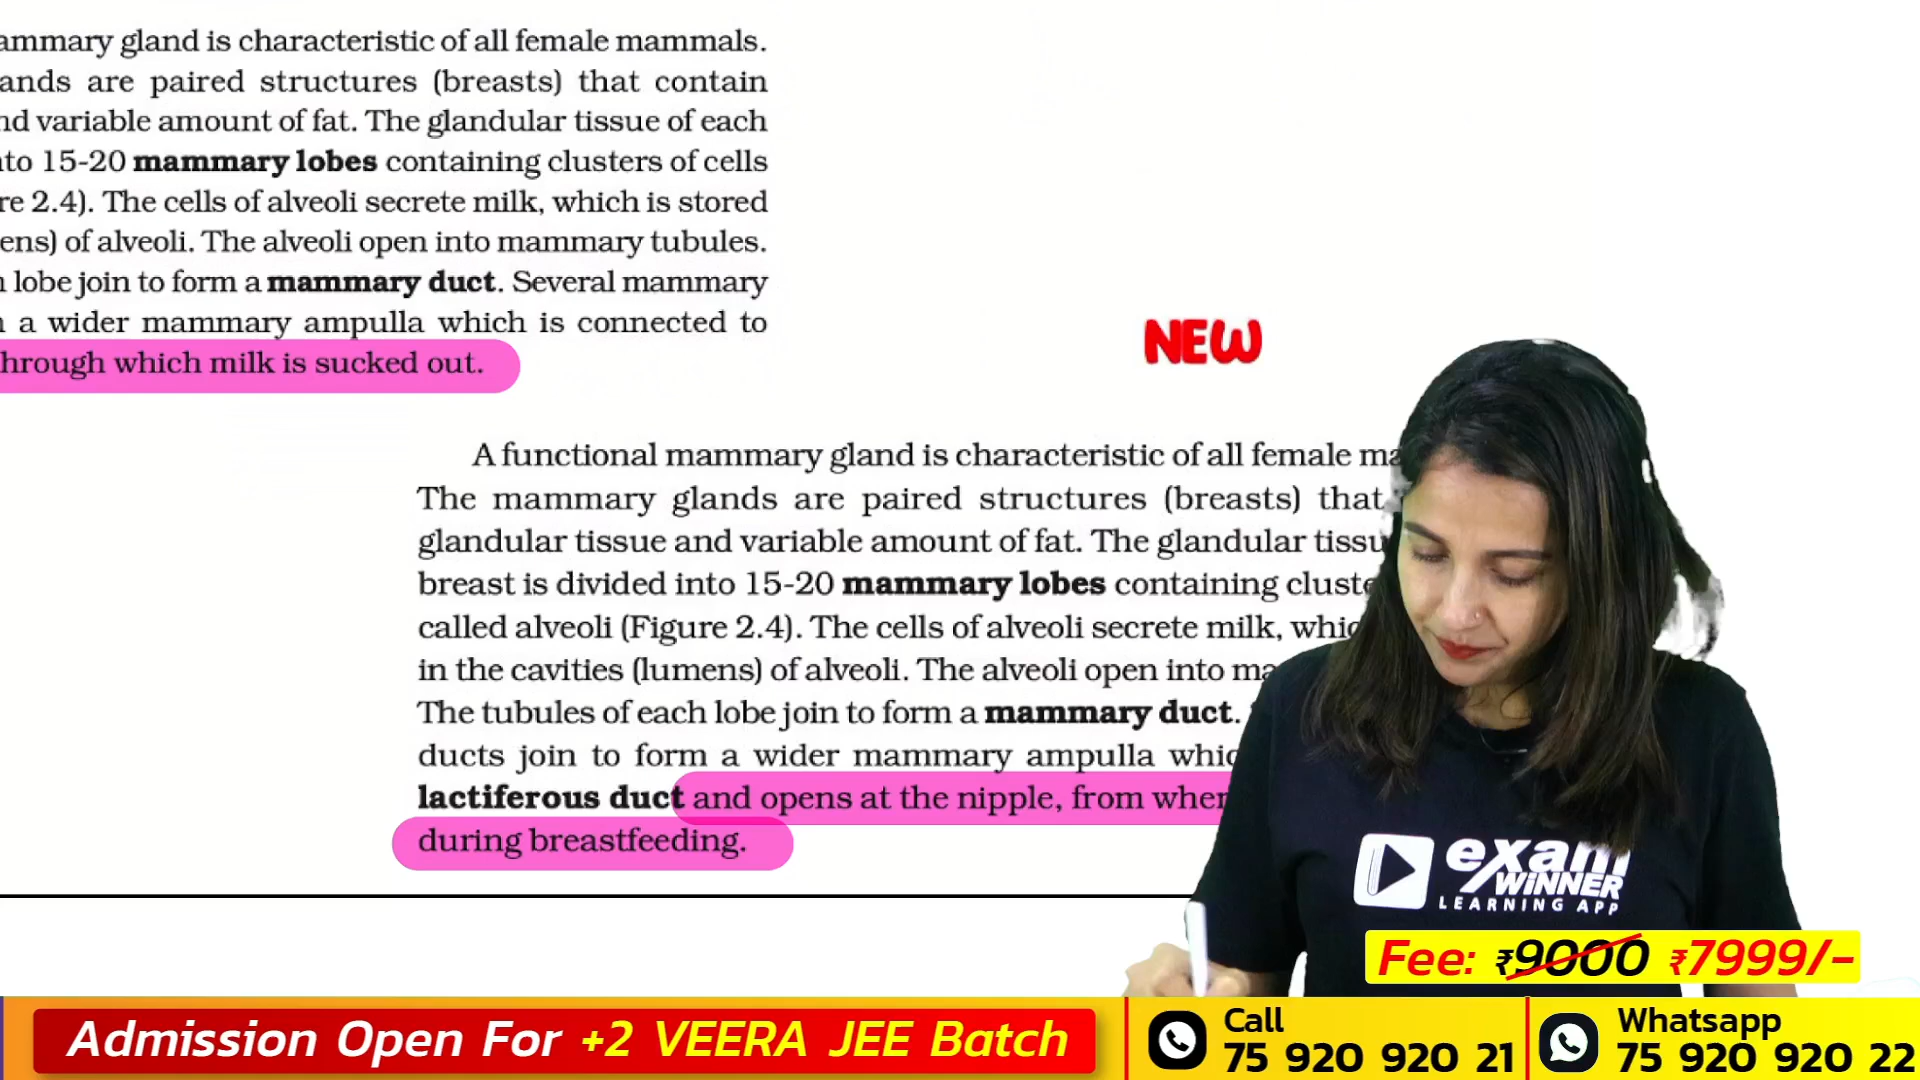 ammary gland is characteristic of all female mammals.
ands are paired structures (breasts) that contain
nd variable amount of fat. The glandular tissue of each
to 15-20 mammary lobes containing clusters of cells
re 2.4). The cells of alveoli secrete milk, which is stored
ens) of alveoli. The alveoli open into mammary tubules.
lobe join to form a mammary duct. Several mammary
a wider mammary ampulla which is connected to
hrough which milk is sucked out.
NEW
A functional mammary gland is characteristic of all female ma
The mammary glands are paired structures (breasts) that
glandular tissue and variable amount of fat. The glandular tissu
breast is divided into 15-20 mammary lobes containing cluste
called alveoli (Figure 2.4). The cells of alveoli secrete milk, whic
in the cavities (lumens) of alveoli. The alveoli open into ma
The tubules of each lobe join to form a mammary duct.
ducts join to form a wider mammary ampulla whic
lactiferous duct and opens at the nipple, from wher
during breastfeeding.
exam
WINNER
LEARNING APP
Fee: ₹9000 ₹7999/-
Admission Open For +2 VEERA JEE Batch
Call
75 920 920 21
Whatsapp
75 920 920 22